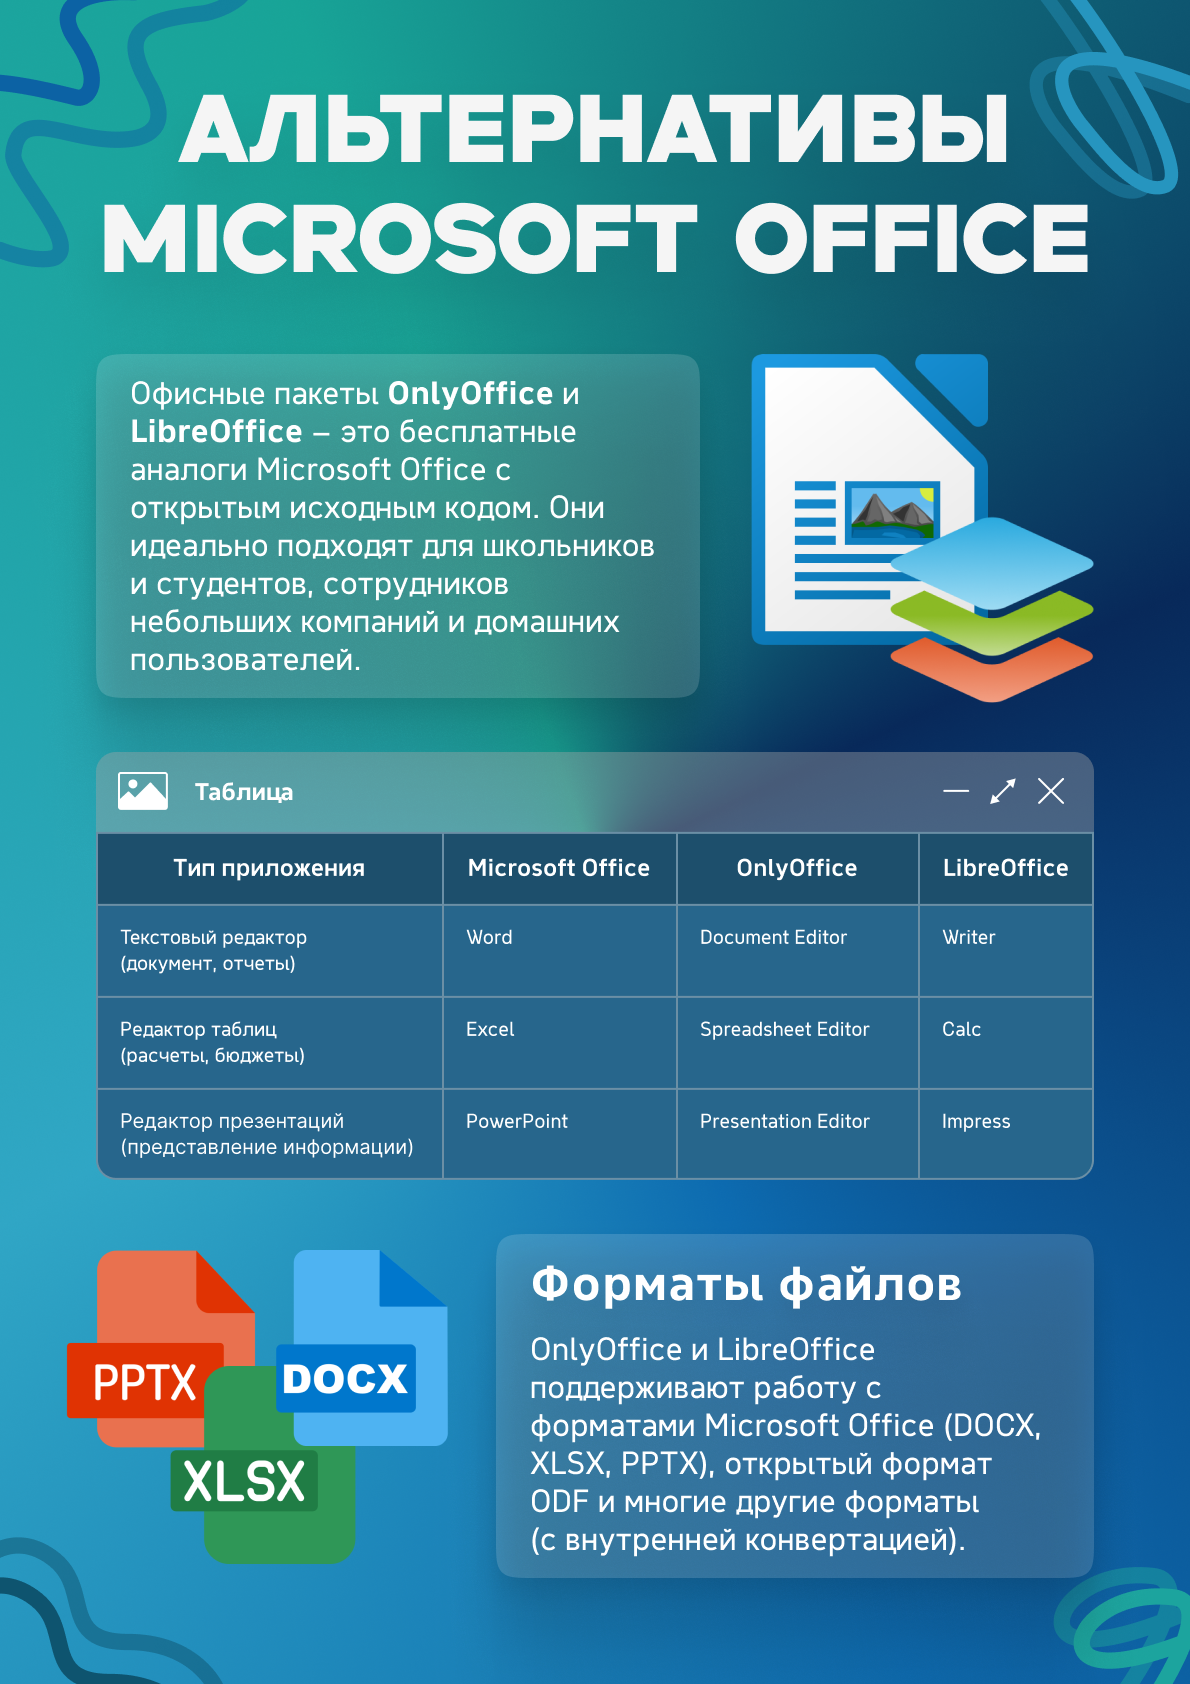 АЛЬТЕРНАТИВЫ
MICROSOFT OFFICE
Офисные пакеты OnlyOffice и
LibreOffice – это бесплатные
аналоги Microsoft Office с
открытым исходным кодом. Они
идеально подходят для школьников
и студентов, сотрудников
небольших компаний и домашних
пользователей.
Таблица
Тип приложения Microsoft Office OnlyOffice LibreOffice
Текстовый редактор Word Document Editor Writer
(документ, отчеты)
Редактор таблиц Excel Spreadsheet Editor Calc
(расчеты, бюджеты)
Редактор презентаций PowerPoint Presentation Editor Impress
(представление информации)
PPTX
DOCX
XLSX
Форматы файлов
OnlyOffice и LibreOffice
поддерживают работу с
форматами Microsoft Office (DOCX,
XLSX, PPTX), открытый формат
ODF и многие другие форматы
(с внутренней конвертацией).